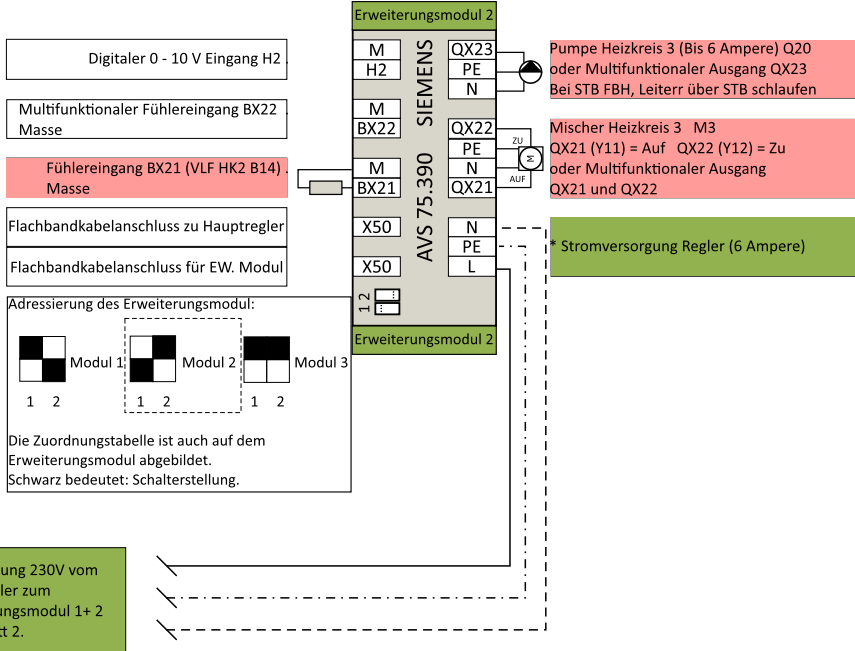 Erweiterungsmodul 2
Digitaler 0 - 10 V Eingang H2 .
Multifunktionaler Fühlereingang BX22 .
Masse
Fühlereingang BX21 (VLF HK2 B14) .
Masse
Flachbandkabelanschluss zu Hauptregler
Flachbandkabelanschluss für EW. Modul
M
H2
M
BX22
M
BX21
X50
X50
1 2
AVS 75.390 SIEMENS
QX23
PE
N
QX22
PE
N
QX21
N
PE
L
ZU
M
AUF
Pumpe Heizkreis 3 (Bis 6 Ampere) Q20
oder Multifunktionaler Ausgang QX23
Bei STB FBH, Leiterr über STB schlaufen
Mischer Heizkreis 3 M3
QX21 (Y11) = Auf QX22 (Y12) = Zu
oder Multifunktionaler Ausgang
QX21 und QX22
* Stromversorgung Regler (6 Ampere)
Erweiterungsmodul 2
Adressierung des Erweiterungsmodul:
Modul 1 Modul 2 Modul 3
1 2 1 2 1 2
Die Zuordnungstabelle ist auch auf dem
Erweiterungsmodul abgebildet.
Schwarz bedeutet: Schalterstellung.
ung 230V vom
ler zum
ungsmodul 1+ 2
tt 2.